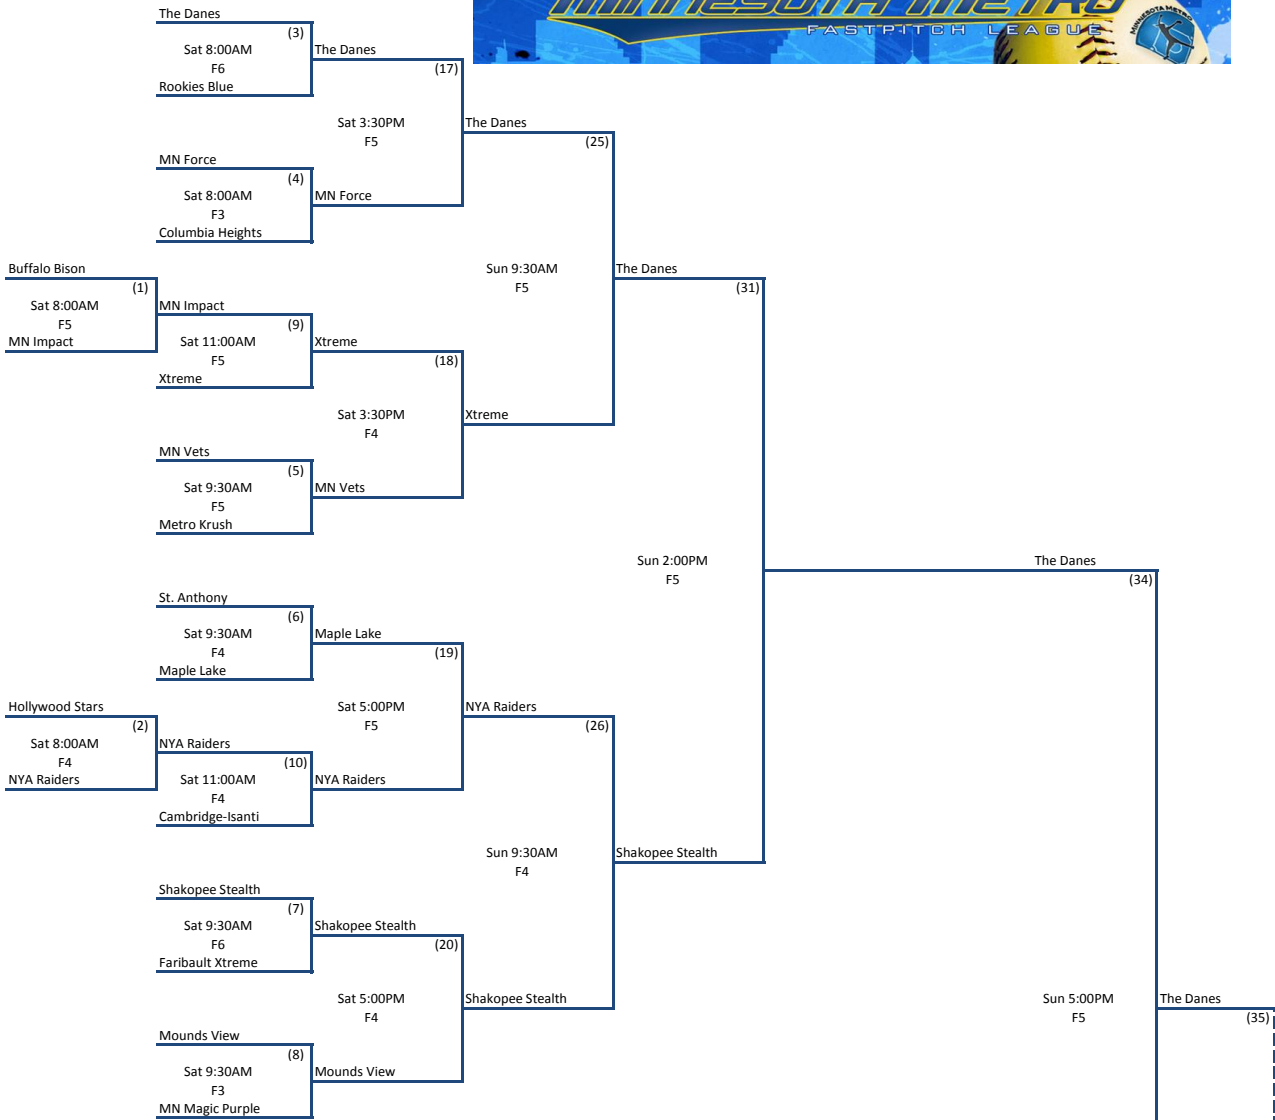 MINNESOTA METRO
FASTPITCH LEAGUE
MINNESOTA METRO
The Danes
(3)
Sat 8:00AM
The Danes
F6
(17)
Rookies Blue
Sat 3:30PM
The Danes
F5
(25)
MN Force
(4)
Sat 8:00AM
MN Force
F3
Columbia Heights
Buffalo Bison
Sun 9:30AM
The Danes
(1)
F5
(31)
Sat 8:00AM
MN Impact
F5
(9)
MN Impact
Sat 11:00AM
Xtreme
F5
(18)
Xtreme
Sat 3:30PM
Xtreme
F4
MN Vets
(5)
Sat 9:30AM
MN Vets
F5
Metro Krush
Sun 2:00PM
The Danes
F5
(34)
St. Anthony
(6)
Sat 9:30AM
Maple Lake
F4
(19)
Maple Lake
Hollywood Stars
Sat 5:00PM
NYA Raiders
(2)
F5
(26)
Sat 8:00AM
NYA Raiders
F4
(10)
NYA Raiders
Sat 11:00AM
NYA Raiders
F4
Cambridge-Isanti
Sun 9:30AM
Shakopee Stealth
F4
Shakopee Stealth
(7)
Sat 9:30AM
Shakopee Stealth
F6
(20)
Faribault Xtreme
Sat 5:00PM
Shakopee Stealth
F4
Sun 5:00PM
The Danes
F5
(35)
Mounds View
(8)
Sat 9:30AM
Mounds View
F3
MN Magic Purple